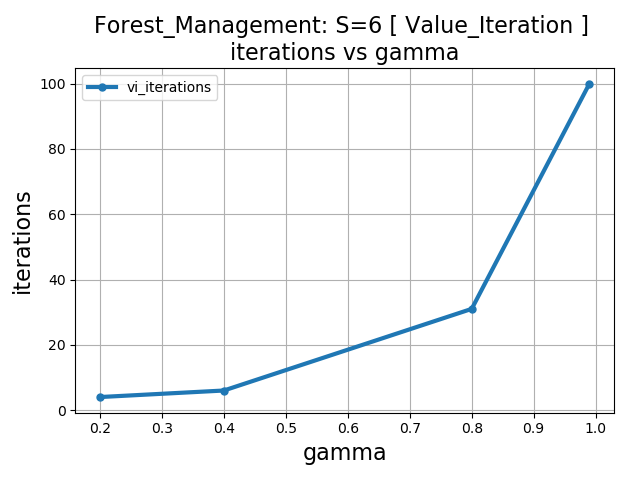 Forest_Management: S=6 [ Value_Iteration ]
iterations vs gamma
vi_iterations
100
80
60
40
20
0
iterations
0.2 0.3 0.4 0.5 0.6 0.7 0.8 0.9 1.0
gamma